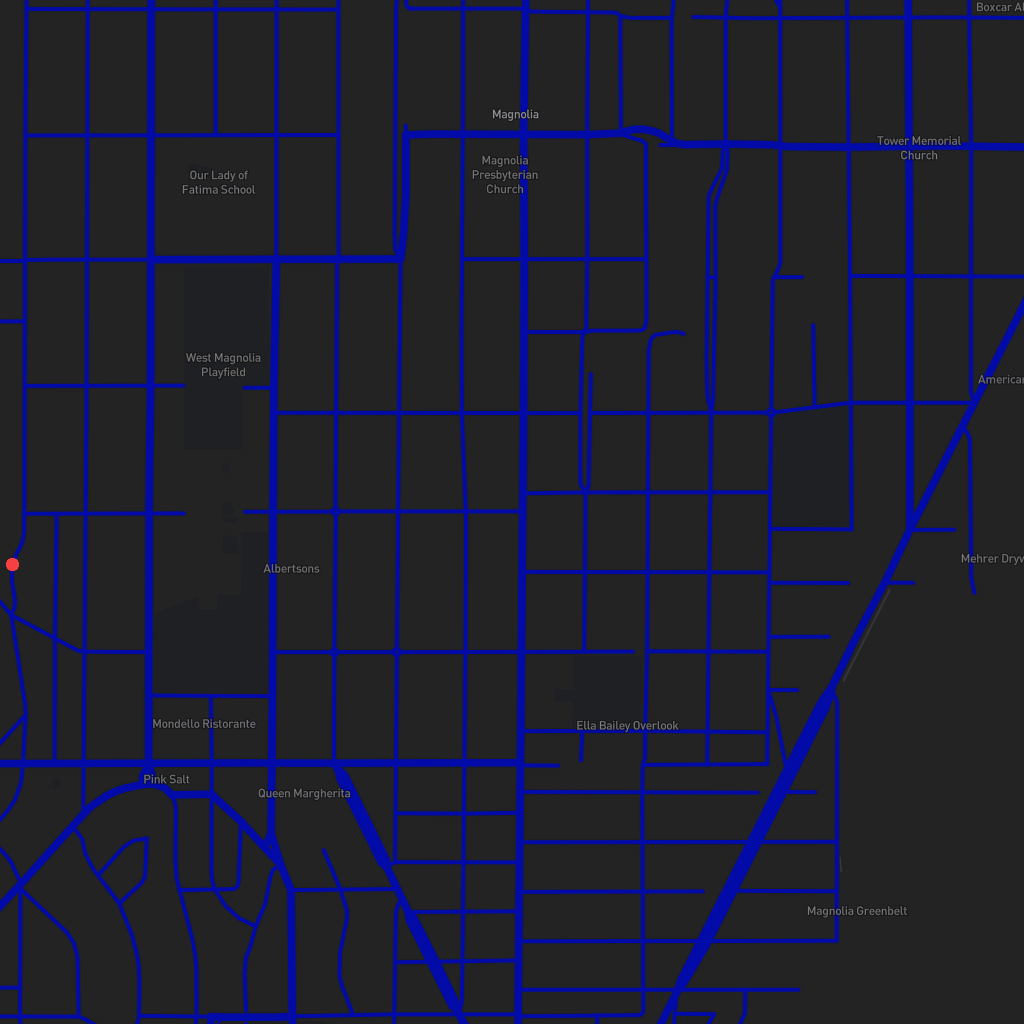 Boxcar Al
Magnolia
Tower Memorial
Church
Magnolia
Presbyterian
Church
Our Lady of
Fatima School
West Magnolia
Playfield
American
Mehrer Dryw
Albertsons
Mondello Ristorante
Ella Bailey Overlook
Pink Salt
Queen Margherita
Magnolia Greenbelt